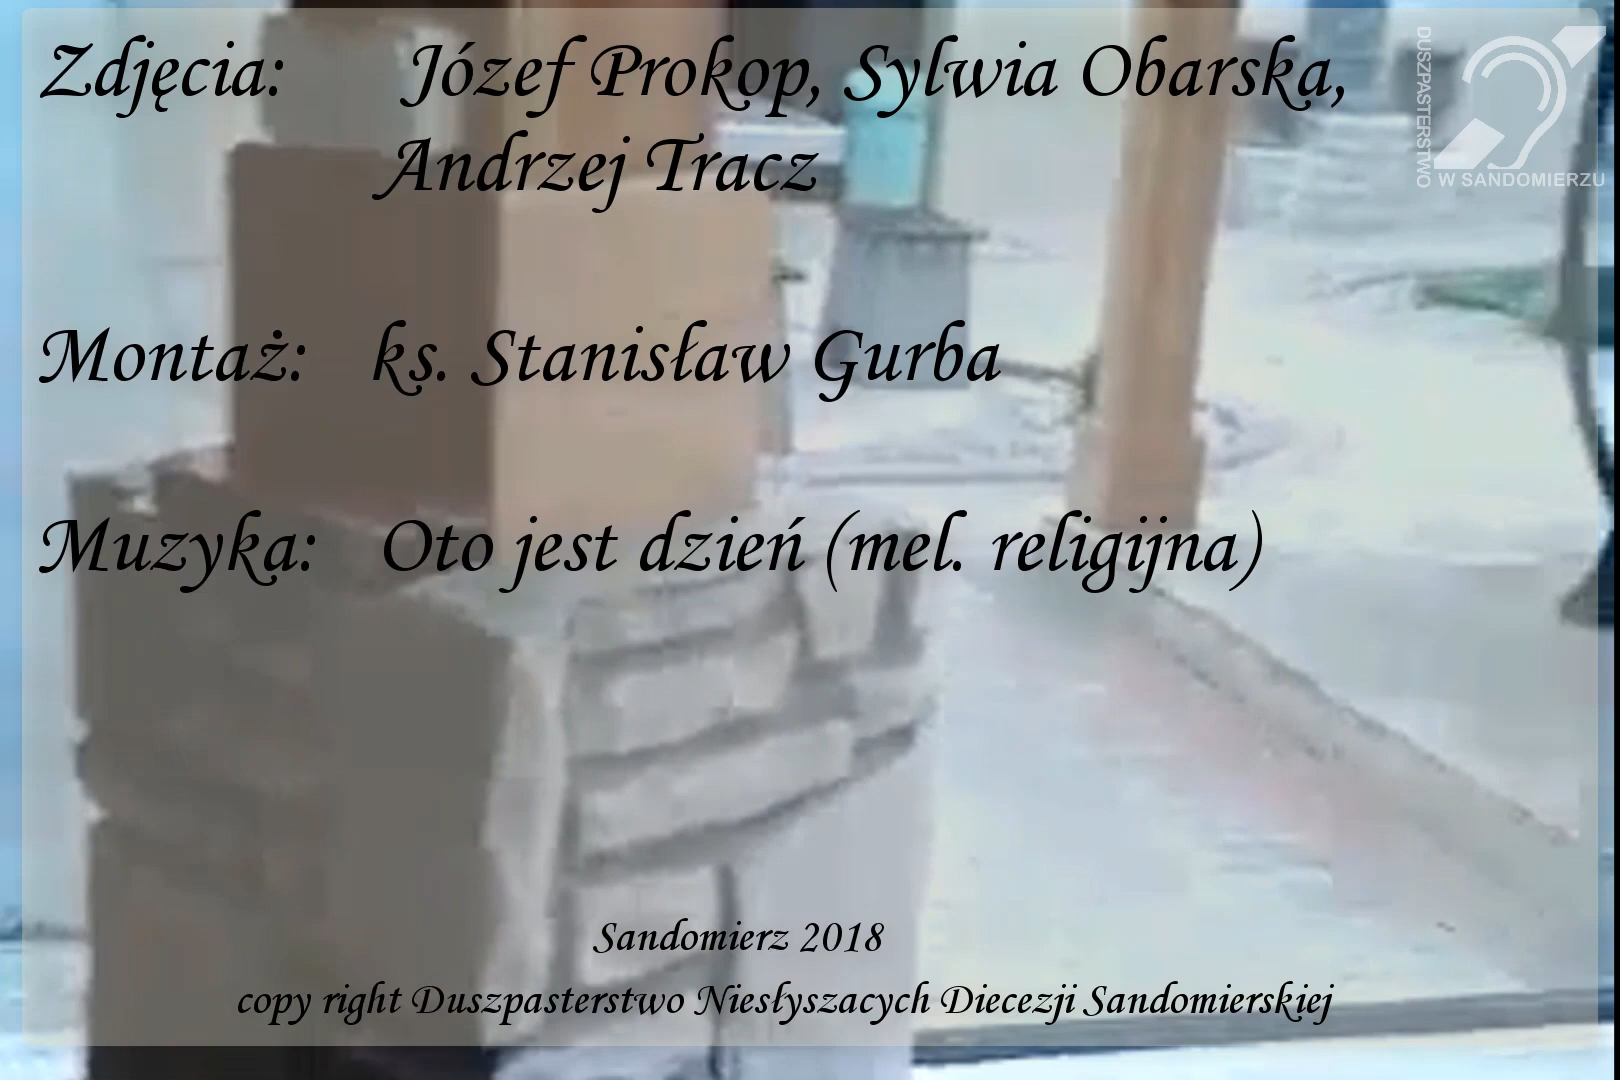 Zdjęcia: Józef Prokop, Sylwia Obarska,
Andrzej Tracz
Montaż: ks. Stanisław Gurba
Muzyka: Oto jest dzień (mel. religijna)
Sandomierz 2018
copy right Duszpasterstwo Niesłyszacych Diecezji Sandomierskiej
DUSZPASTERSTWO
W SANDOMIERZU